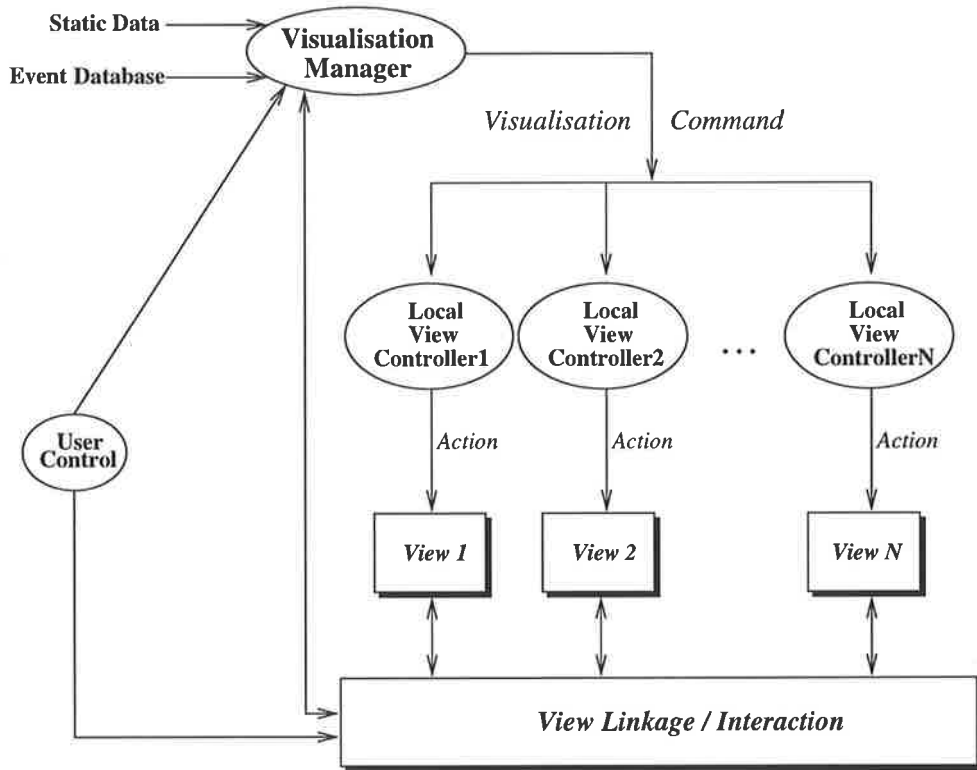 Static Data
Event Database
Visualisation
Manager
Visualisation Command
Local
View
Controller1
Local
View
Controller2
...
Local
View
ControllerN
User
Control
Action
Action
Action
View 1
View 2
View N
View Linkage / Interaction